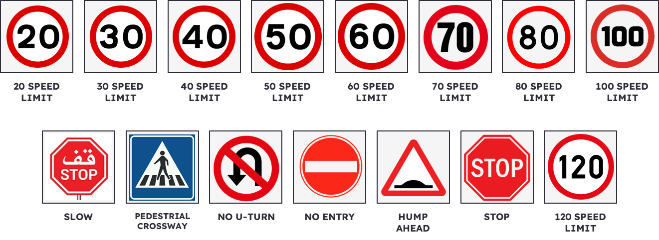 20 30 40 50 60 70 80 100
20 SPEED LIMIT
30 SPEED LIMIT
40 SPEED LIMIT
50 SPEED LIMIT
60 SPEED LIMIT
70 SPEED LIMIT
80 SPEED LIMIT
100 SPEED LIMIT
قف
STOP
STOP
120
SLOW
PEDESTRIAL CROSSWAY
NO U-TURN
NO ENTRY
HUMP AHEAD
STOP
120 SPEED LIMIT